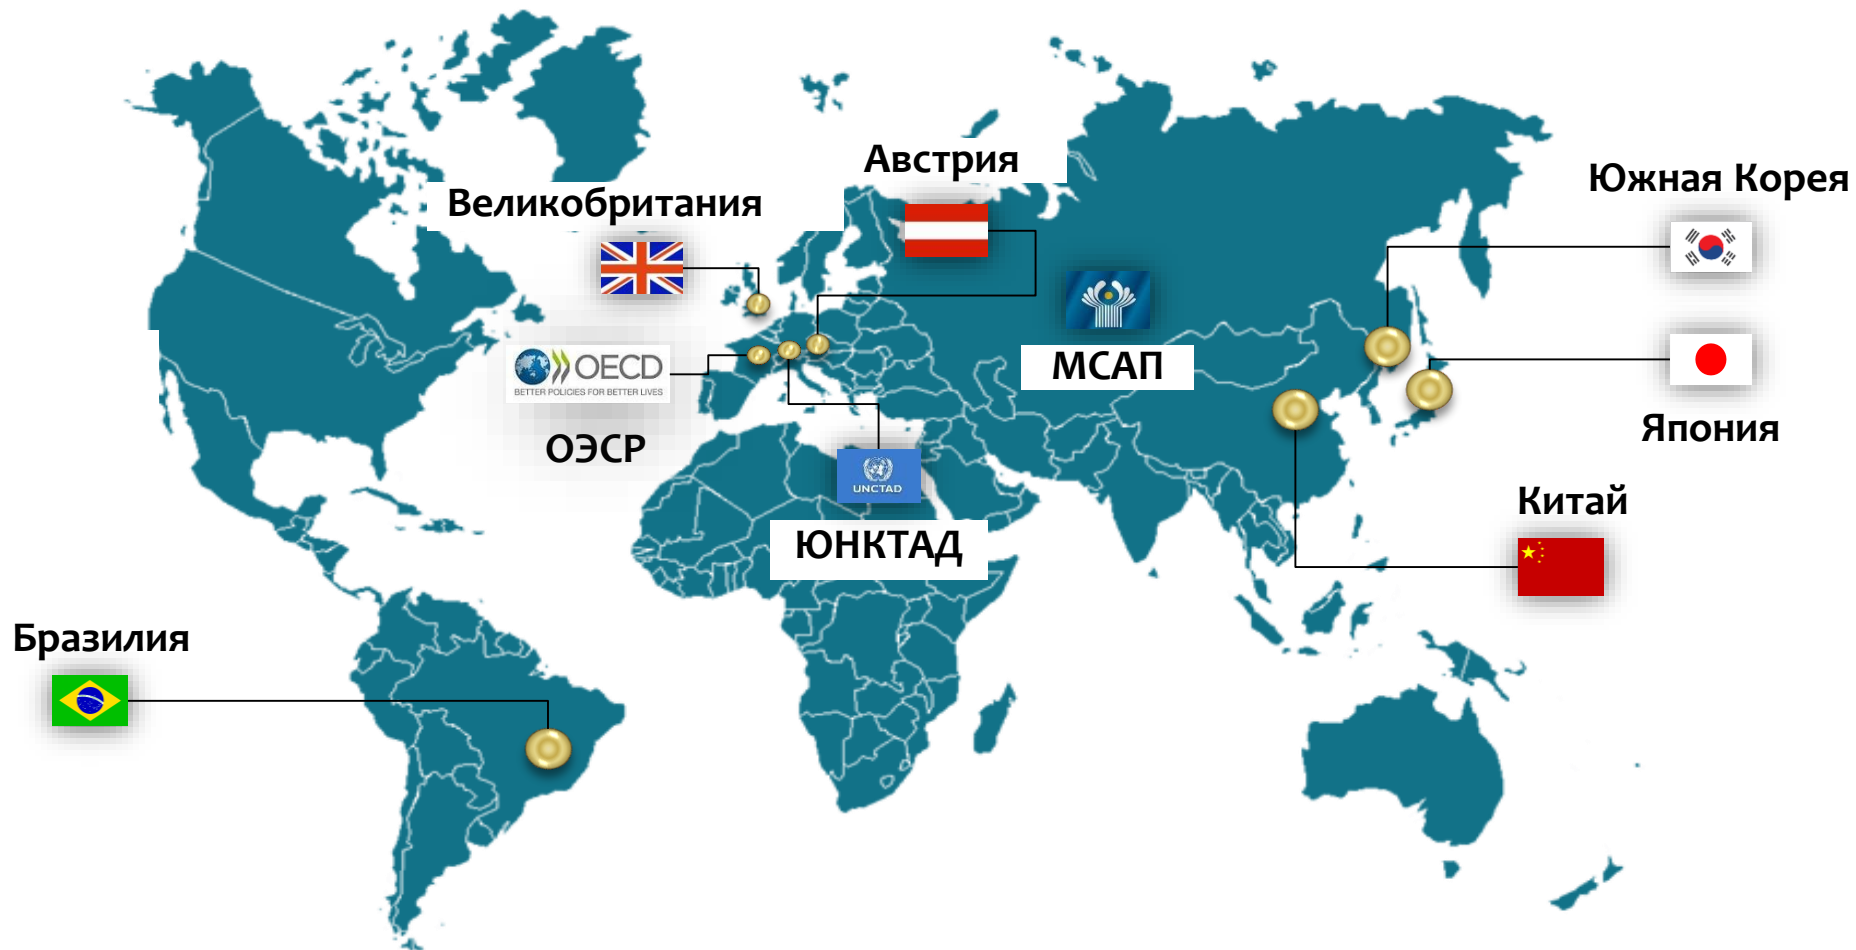 Австрия
Великобритания
Южная Корея
OECD
BETTER POLICIES FOR BETTER LIVES
ОЭСР
МСАП
Япония
UNCTAD
ЮНКТАД
Китай
Бразилия